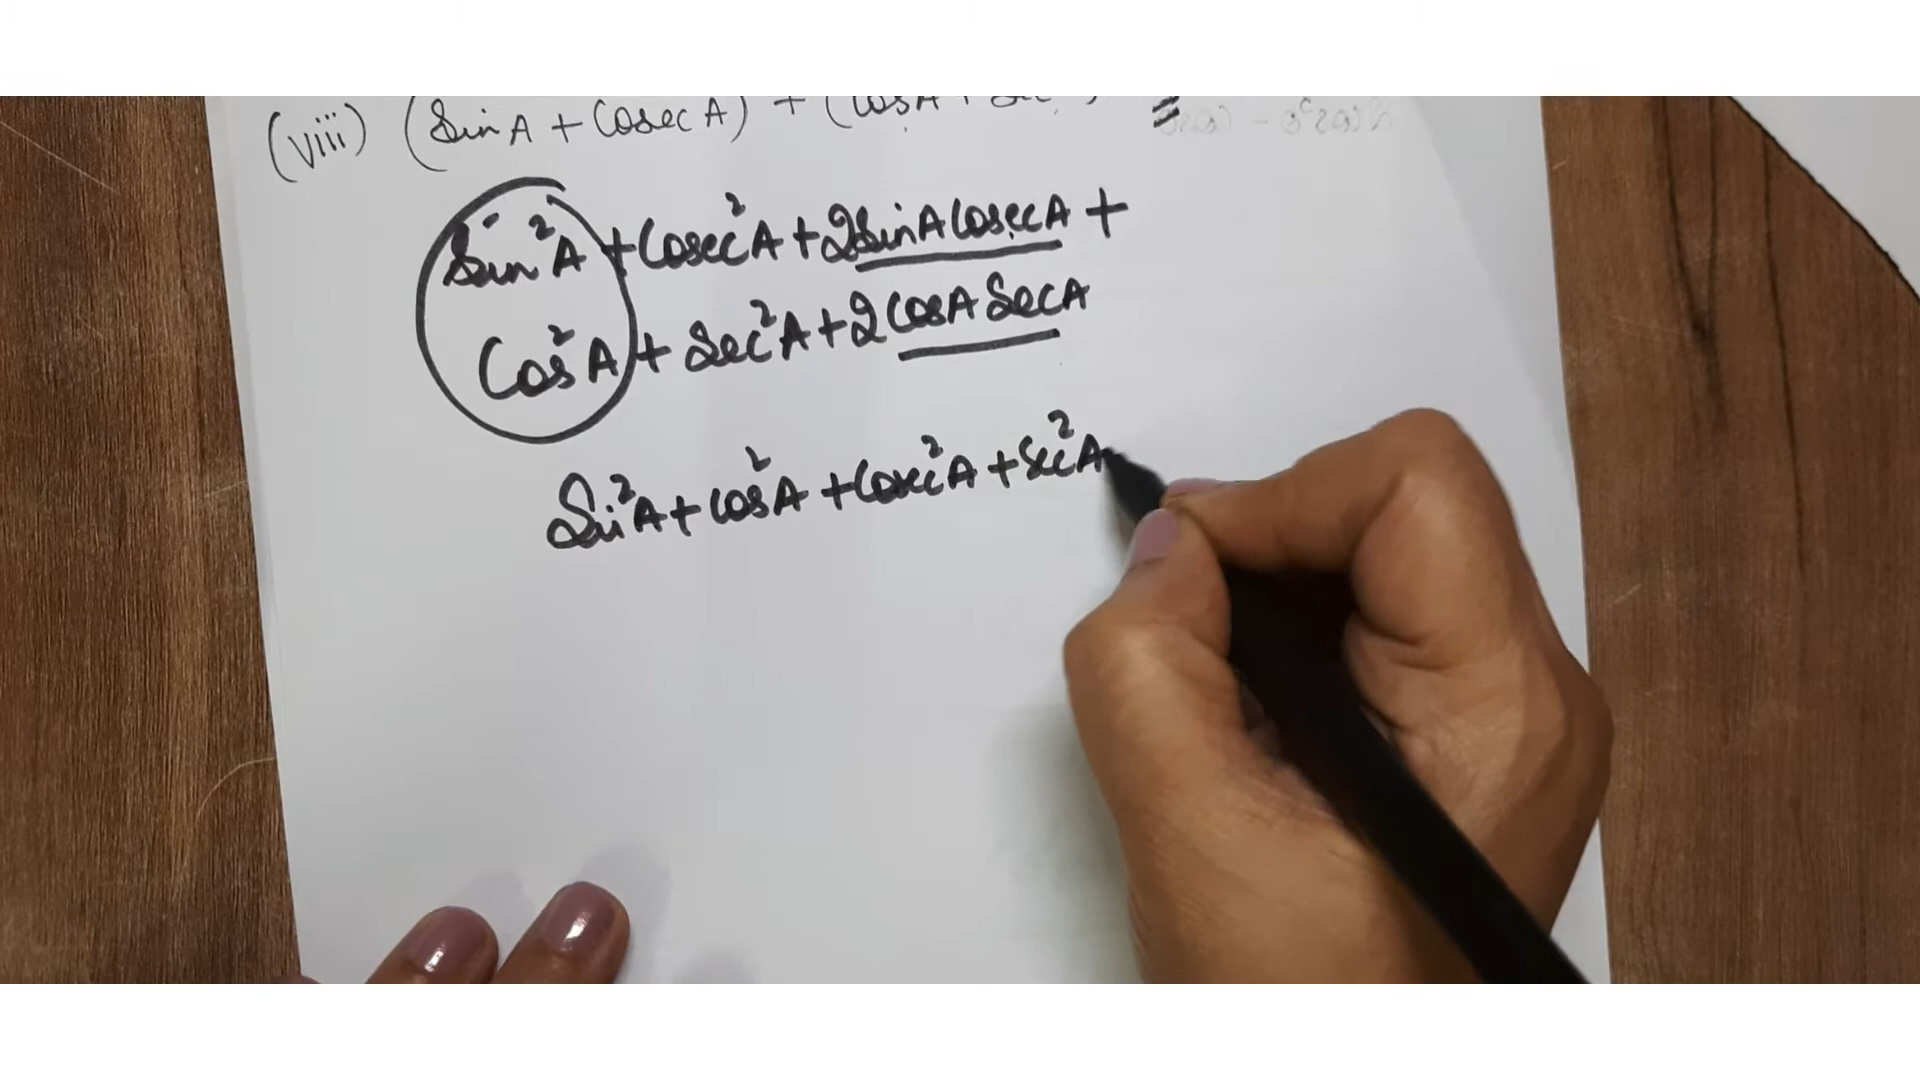 (viii) (Sin A + Cosec A) + (Cos A +
Sin²A + Cosec²A + 2SinA CosecA +
Cos²A + Sec²A + 2 CosA SecA
Sin²A + cos²A + Cosec²A + Sec²A